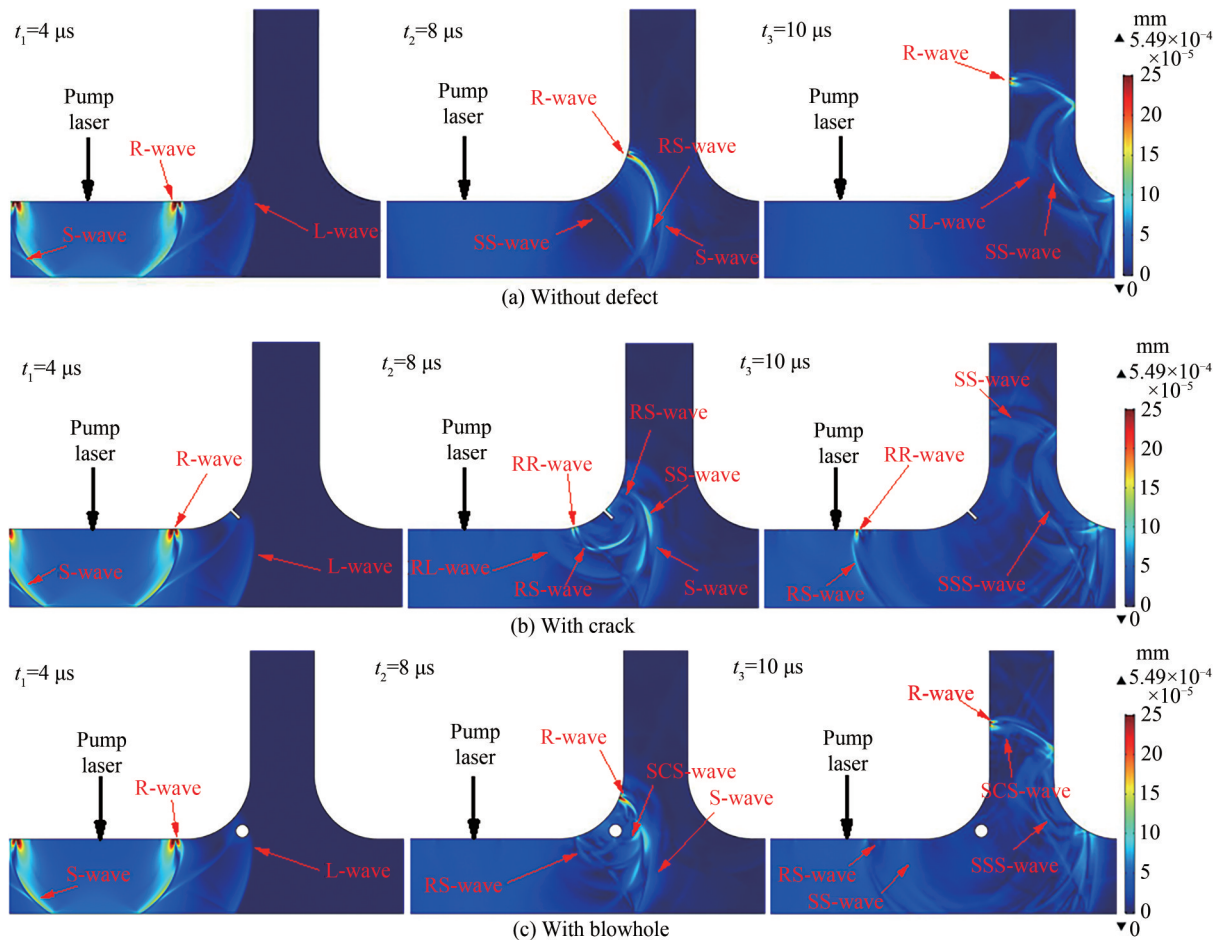 t₁=4 μs
Pump
laser
R-wave
S-wave
L-wave
t₂=8 μs
Pump
laser
R-wave
RS-wave
SS-wave
S-wave
t₃=10 μs
Pump
laser
R-wave
SL-wave
SS-wave
mm
▲ 5.49×10⁻⁴
×10⁻⁵
25
20
15
10
5
0
▼ 0
(a) Without defect
t₁=4 μs
Pump
laser
R-wave
S-wave
L-wave
t₂=8 μs
Pump
laser
RS-wave
RR-wave
SS-wave
RL-wave
RS-wave
S-wave
t₃=10 μs
SS-wave
Pump
laser
RR-wave
RS-wave
SSS-wave
mm
▲ 5.49×10⁻⁴
×10⁻⁵
25
20
15
10
5
0
▼ 0
(b) With crack
t₁=4 μs
Pump
laser
R-wave
S-wave
L-wave
t₂=8 μs
Pump
laser
R-wave
SCS-wave
S-wave
RS-wave
t₃=10 μs
R-wave
Pump
laser
SCS-wave
RS-wave
SS-wave
SSS-wave
mm
▲ 5.49×10⁻⁴
×10⁻⁵
25
20
15
10
5
0
▼ 0
(c) With blowhole